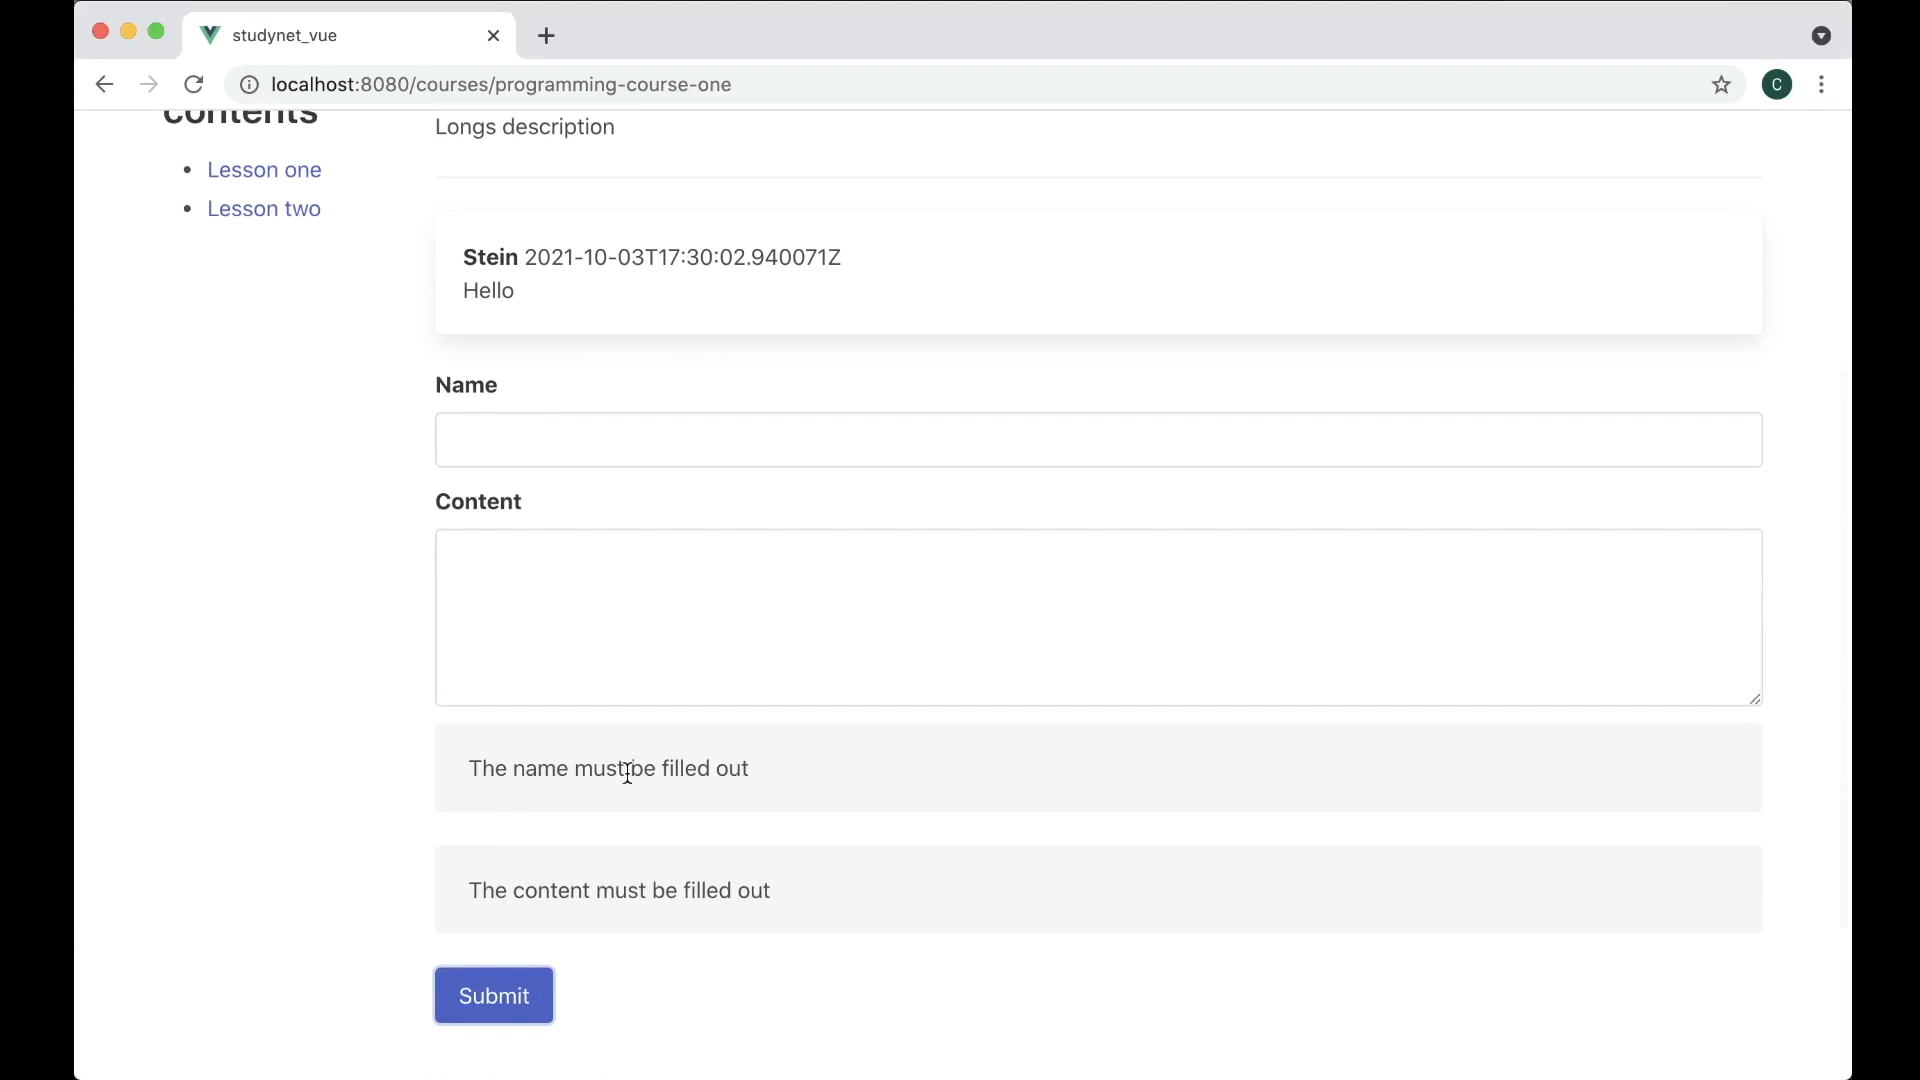 studynet_vue
localhost:8080/courses/programming-course-one
C
contents
Longs description
Lesson one
Lesson two
Stein 2021-10-03T17:30:02.940071Z
Hello
Name
Content
The name must be filled out
The content must be filled out
Submit